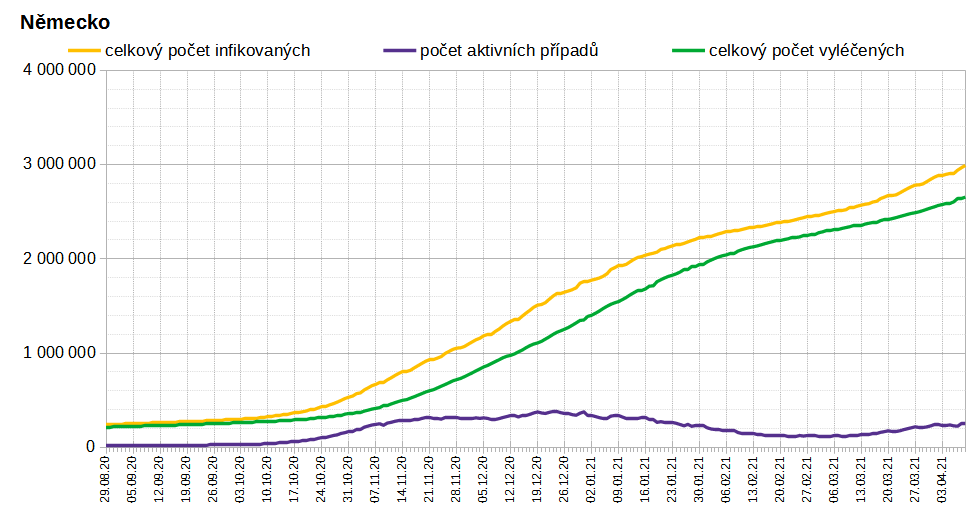 Německo
celkový počet infikovaných počet aktivních případů celkový počet vyléčených
4 000 000
3 000 000
2 000 000
1 000 000
0
29.08.20 05.09.20 12.09.20 19.09.20 26.09.20 03.10.20 10.10.20 17.10.20 24.10.20 31.10.20 07.11.20 14.11.20 21.11.20 28.11.20 05.12.20 12.12.20 19.12.20 26.12.20 02.01.21 09.01.21 16.01.21 23.01.21 30.01.21 06.02.21 13.02.21 20.02.21 27.02.21 06.03.21 13.03.21 20.03.21 27.03.21 03.04.21